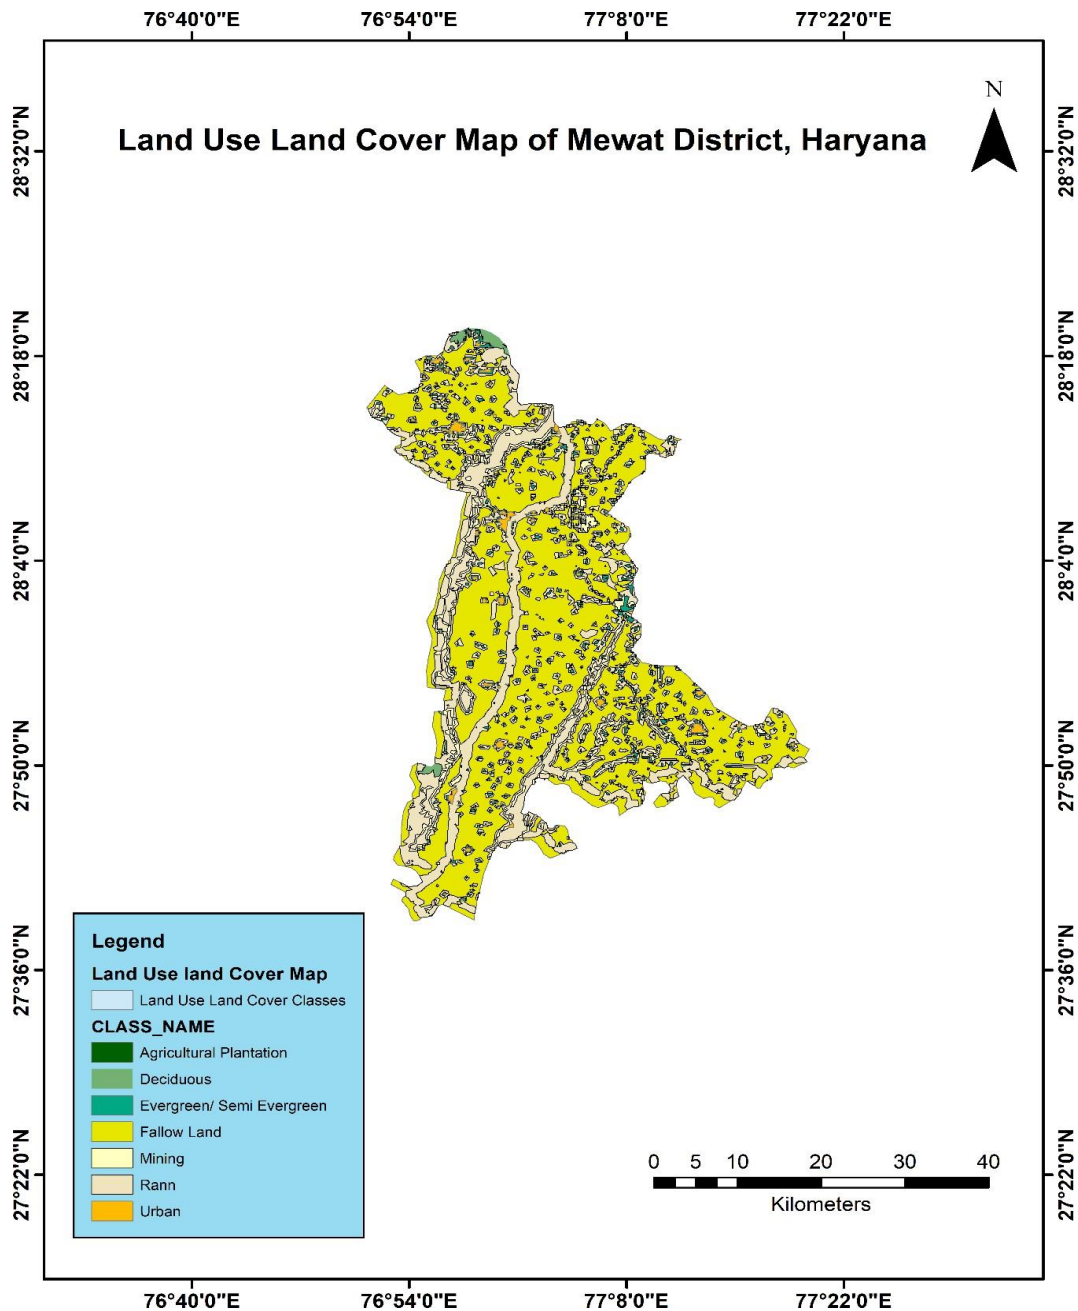 76°40'0"E 76°54'0"E 77°8'0"E 77°22'0"E
N
Land Use Land Cover Map of Mewat District, Haryana
28°32'0"N 28°32'0"N
28°18'0"N 28°18'0"N
28°4'0"N 28°4'0"N
27°50'0"N 27°50'0"N
27°36'0"N 27°36'0"N
27°22'0"N 27°22'0"N
Legend
Land Use land Cover Map
Land Use Land Cover Classes
CLASS_NAME
Agricultural Plantation
Deciduous
Evergreen/ Semi Evergreen
Fallow Land
Mining
Rann
Urban
0 5 10 20 30 40
Kilometers
76°40'0"E 76°54'0"E 77°8'0"E 77°22'0"E